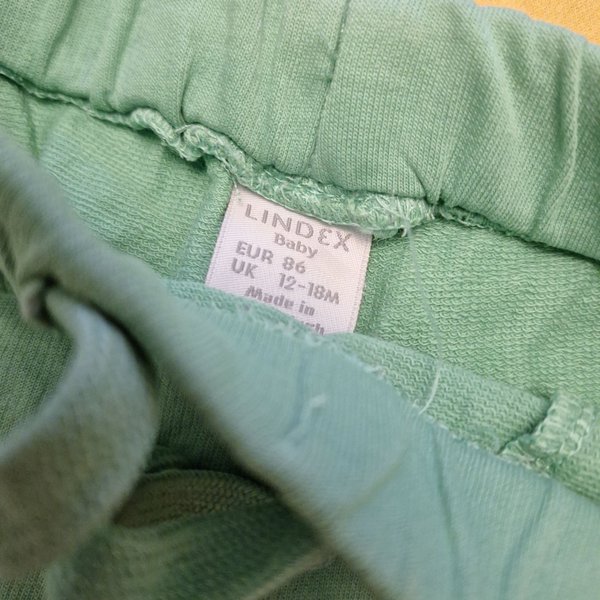 LINDEX
Baby
EUR 86
UK 12-18M
Made in